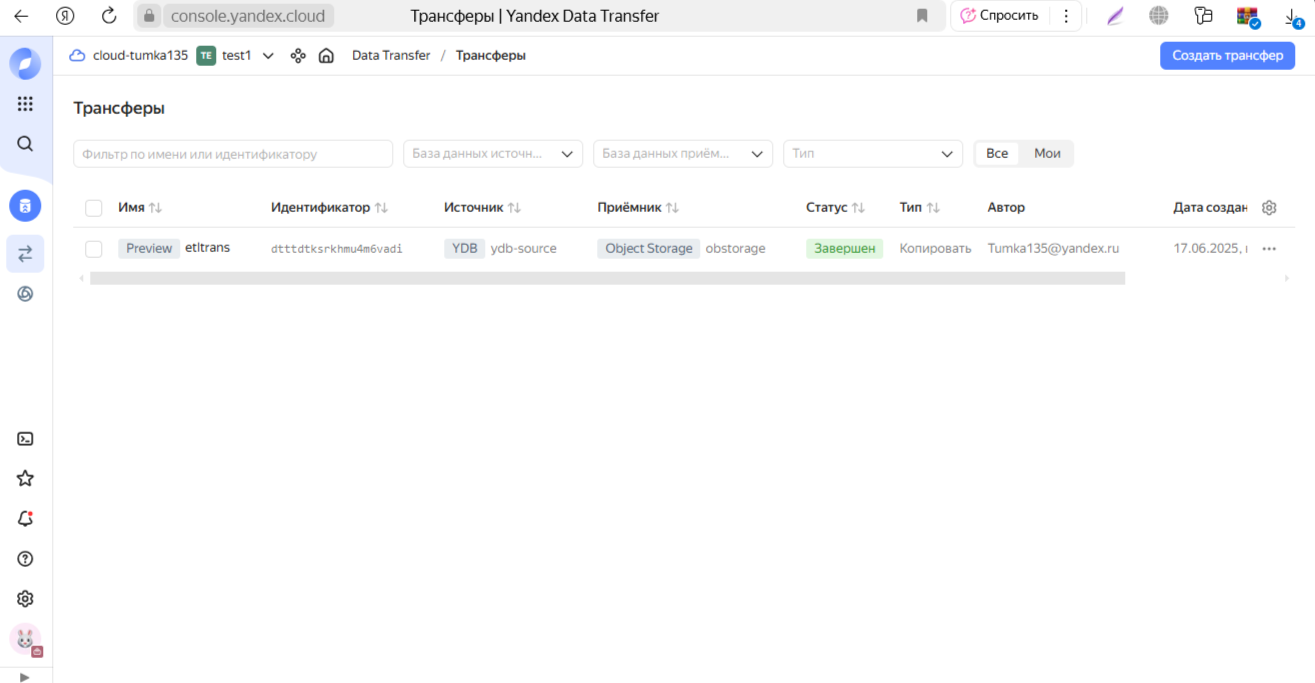 console.yandex.cloud Трансферы | Yandex Data Transfer Спросить
4
cloud-tumka135 TE test1 Data Transfer / Трансферы Создать трансфер
Трансферы
Фильтр по имени или идентификатору База данных источн... База данных приём... Тип Все Мои
Имя Идентификатор Источник Приёмник Статус Тип Автор Дата создан
Preview etltrans dtttdtksrkhmu4m6vadi YDB ydb-source Object Storage obstorage Завершен Копировать Tumka135@yandex.ru 17.06.2025,